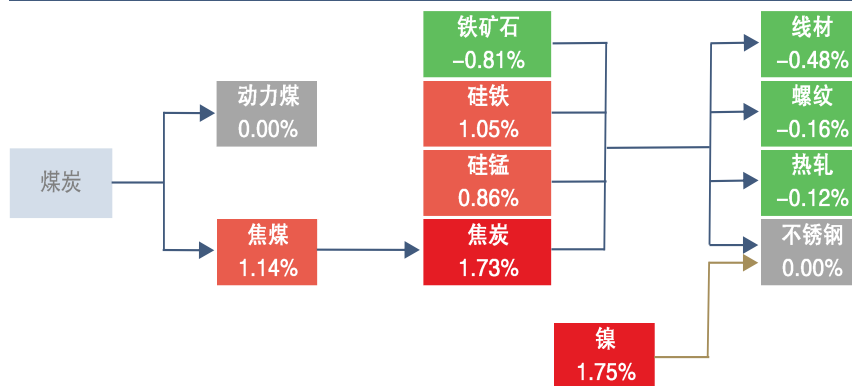 煤炭
动力煤
0.00%
焦煤
1.14%
铁矿石
-0.81%
硅铁
1.05%
硅锰
0.86%
焦炭
1.73%
镍
1.75%
线材
-0.48%
螺纹
-0.16%
热轧
-0.12%
不锈钢
0.00%